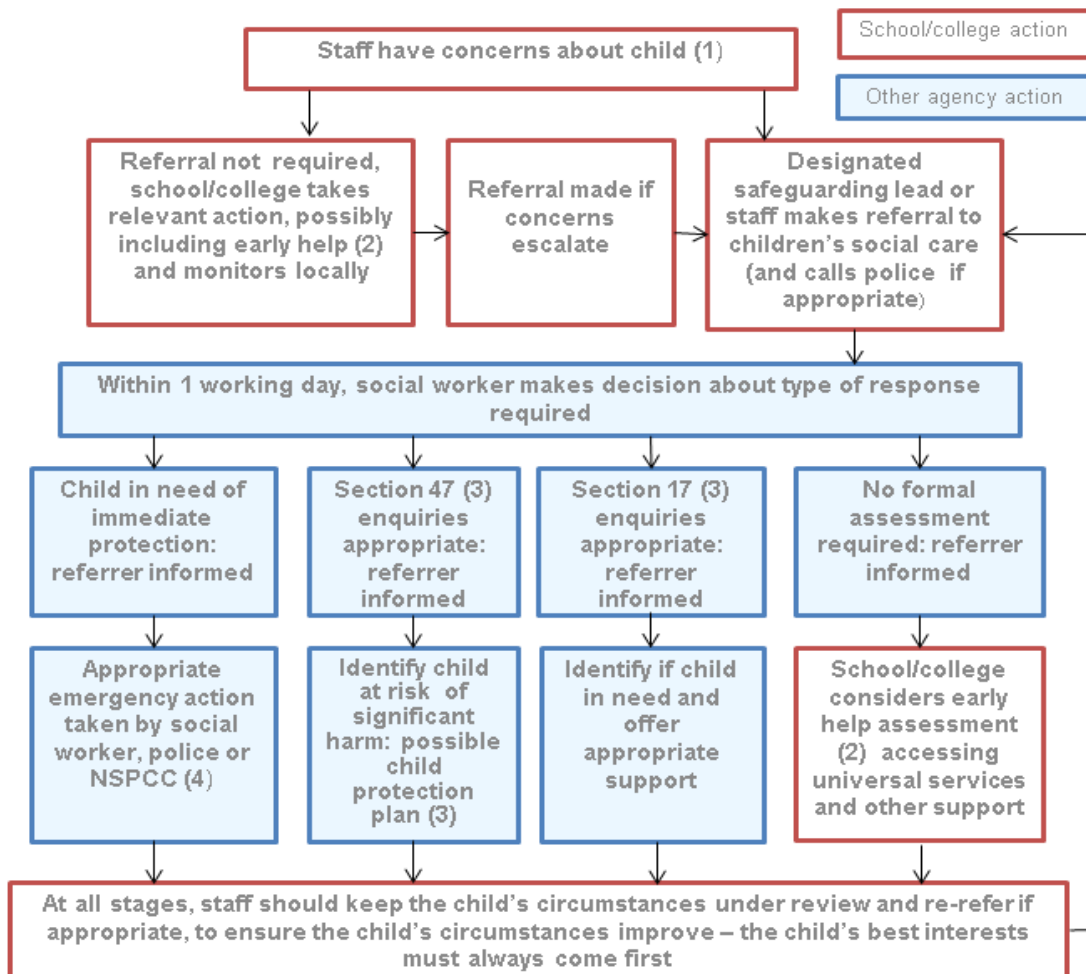 School/college action
Other agency action
Staff have concerns about child (1)
Referral not required,
school/college takes
relevant action, possibly
including early help (2)
and monitors locally
Referral made if
concerns
escalate
Designated
safeguarding lead or
staff makes referral to
children’s social care
(and calls police if
appropriate)
Within 1 working day, social worker makes decision about type of response
required
Child in need of
immediate
protection:
referrer informed
Section 47 (3)
enquiries
appropriate:
referrer
informed
Section 17 (3)
enquiries
appropriate:
referrer
informed
No formal
assessment
required: referrer
informed
Appropriate
emergency action
taken by social
worker, police or
NSPCC (4)
Identify child
at risk of
significant
harm: possible
child
protection
plan (3)
Identify if child
in need and
offer
appropriate
support
School/college
considers early
help assessment
(2) accessing
universal services
and other support
At all stages, staff should keep the child’s circumstances under review and re-refer if
appropriate, to ensure the child’s circumstances improve – the child’s best interests
must always come first